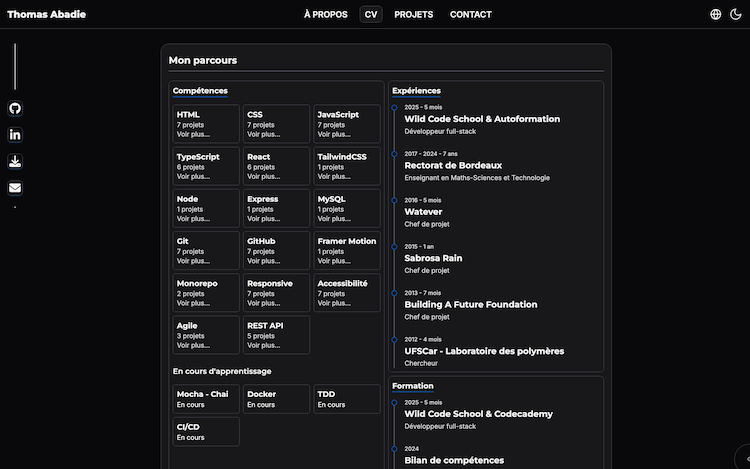 Thomas Abadie
À PROPOS
CV
PROJETS
CONTACT
Mon parcours
Compétences
HTML
7 projets
Voir plus...
CSS
7 projets
Voir plus...
JavaScript
7 projets
Voir plus...
TypeScript
6 projets
Voir plus...
React
6 projets
Voir plus...
TailwindCSS
1 projets
Voir plus...
Node
1 projets
Voir plus...
Express
1 projets
Voir plus...
MySQL
1 projets
Voir plus...
Git
7 projets
Voir plus...
GitHub
7 projets
Voir plus...
Framer Motion
1 projets
Voir plus...
Monorepo
2 projets
Voir plus...
Responsive
7 projets
Voir plus...
Accessibilité
7 projets
Voir plus...
Agile
3 projets
Voir plus...
REST API
5 projets
Voir plus...
En cours d'apprentissage
Mocha - Chai
En cours
Docker
En cours
TDD
En cours
CI/CD
En cours
Expériences
2025 - 5 mois
Wild Code School & Autoformation
Développeur full-stack
2017 - 2024 - 7 ans
Rectorat de Bordeaux
Enseignant en Maths-Sciences et Technologie
2016 - 5 mois
Watever
Chef de projet
2015 - 1 an
Sabrosa Rain
Chef de projet
2013 - 7 mois
Building A Future Foundation
Chef de projet
2012 - 4 mois
UFSCar - Laboratoire des polymères
Chercheur
Formation
2025 - 5 mois
Wild Code School & Codecademy
Développeur full-stack
2024
Bilan de compétences